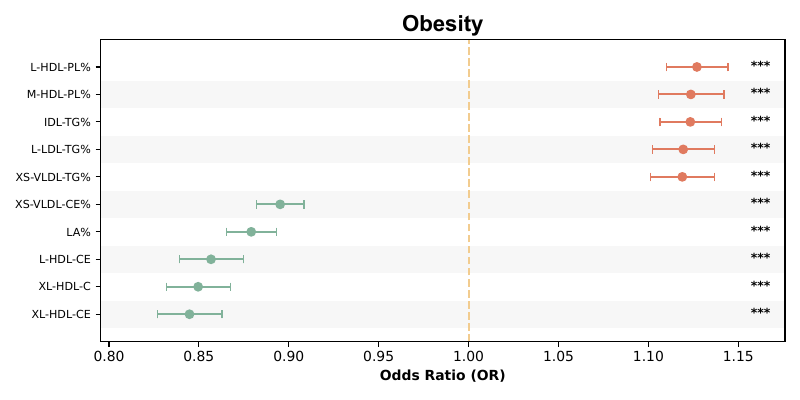 Obesity
L-HDL-PL% ***
M-HDL-PL% ***
IDL-TG% ***
L-LDL-TG% ***
XS-VLDL-TG% ***
XS-VLDL-CE% ***
LA% ***
L-HDL-CE ***
XL-HDL-C ***
XL-HDL-CE ***
0.80 0.85 0.90 0.95 1.00 1.05 1.10 1.15
Odds Ratio (OR)